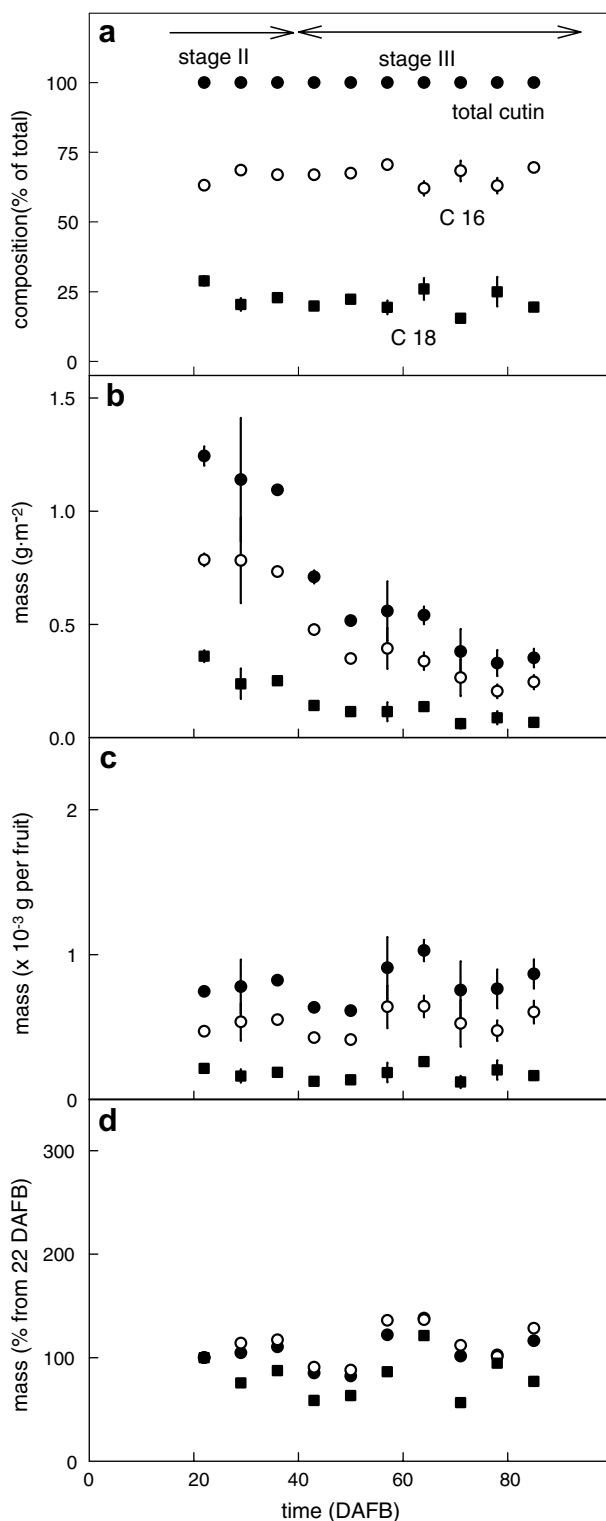 a
stage II
stage III
100
75
50
25
0
composition(% of total)
total cutin
C 16
C 18
b
1.5
1.0
0.5
0.0
mass (g·m⁻²)
c
2
1
0
mass (x 10⁻³ g per fruit)
d
300
200
100
0
mass (% from 22 DAFB)
0 20 40 60 80
time (DAFB)